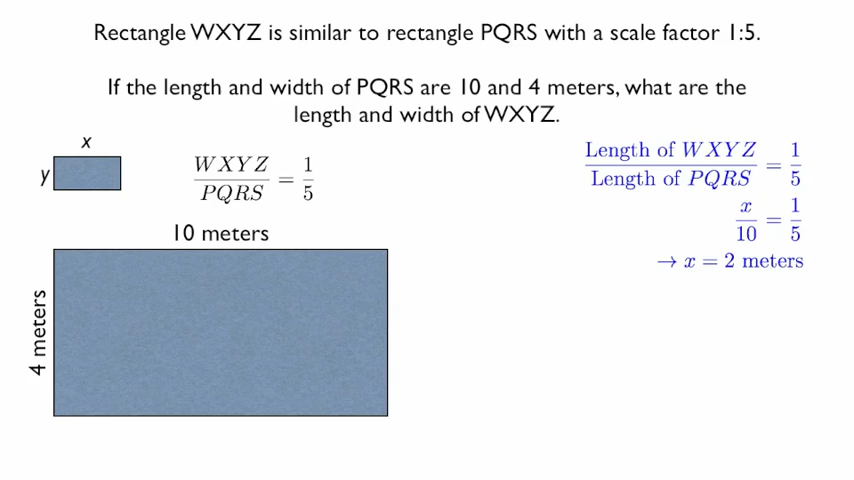 Rectangle WXYZ is similar to rectangle PQRS with a scale factor 1:5.
If the length and width of PQRS are 10 and 4 meters, what are the
length and width of WXYZ.
x
y
WXYZ/PQRS = 1/5
10 meters
4 meters
Length of WXYZ/Length of PQRS = 1/5
x/10 = 1/5
→ x = 2 meters